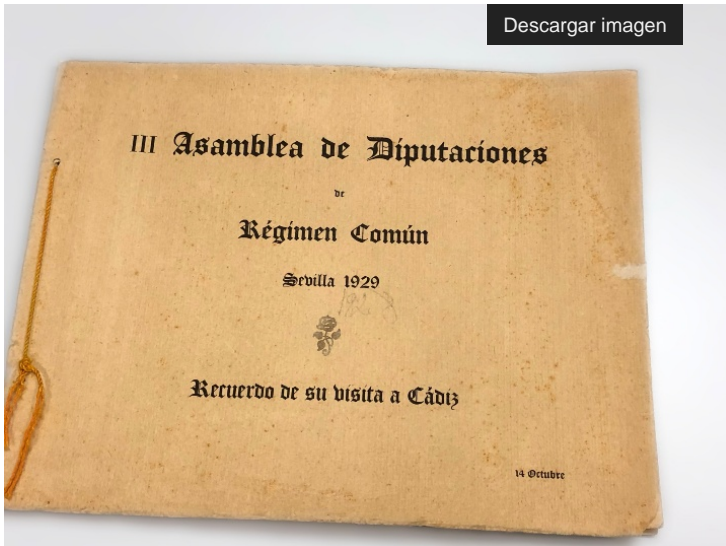 Descargar imagen
III Asamblea de Diputaciones
de
Régimen Común
Sevilla 1929
Recuerdo de su visita a Cádiz
14 Octubre